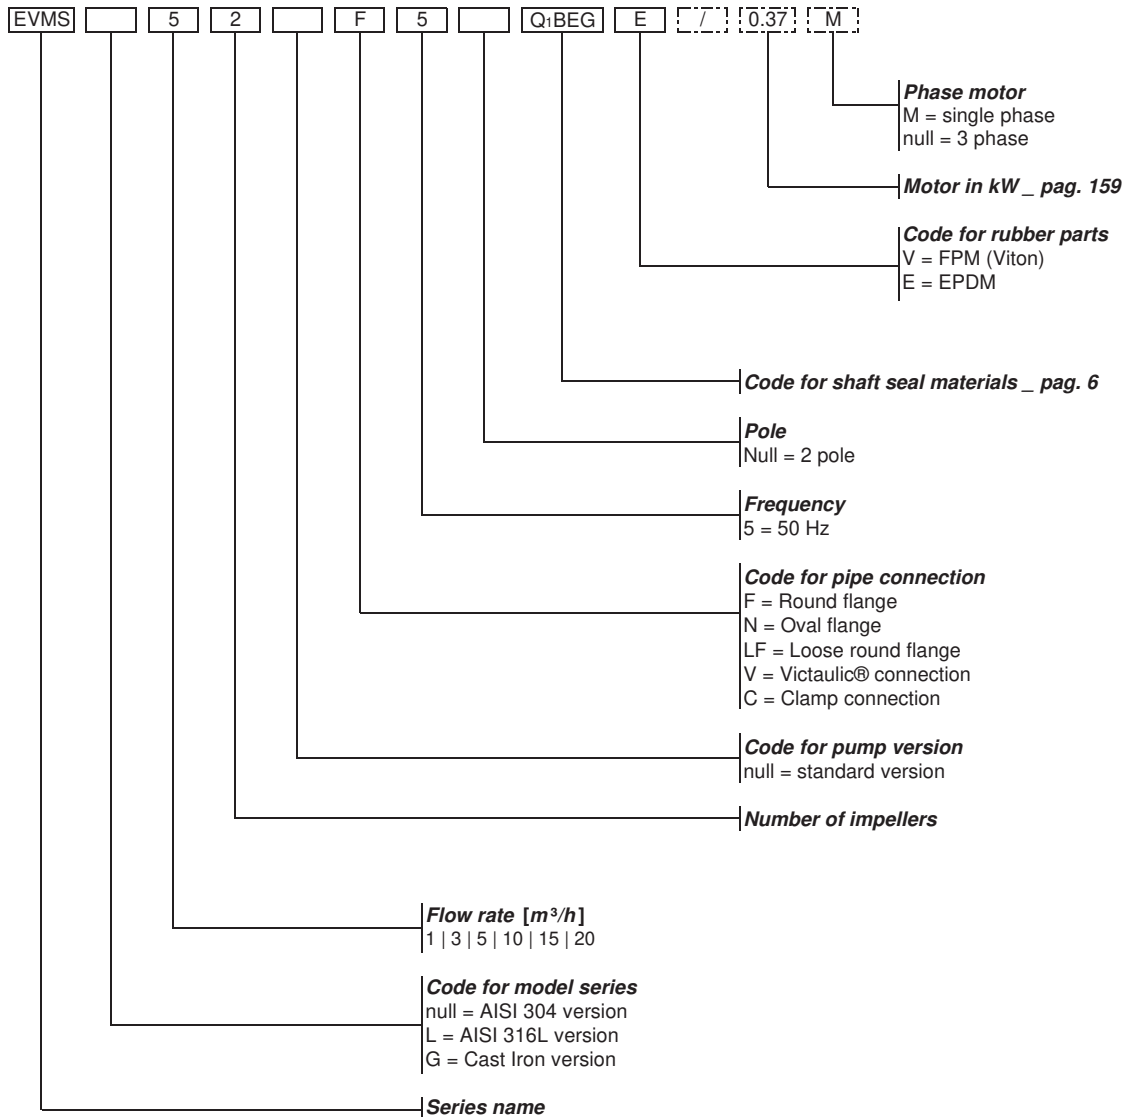 EVMS 5 2 F 5 Q1BEG E / 0.37 M
Phase motor
M = single phase
null = 3 phase
Motor in kW _ pag. 159
Code for rubber parts
V = FPM (Viton)
E = EPDM
Code for shaft seal materials _ pag. 6
Pole
Null = 2 pole
Frequency
5 = 50 Hz
Code for pipe connection
F = Round flange
N = Oval flange
LF = Loose round flange
V = Victaulic® connection
C = Clamp connection
Code for pump version
null = standard version
Number of impellers
Flow rate [m³/h]
1 | 3 | 5 | 10 | 15 | 20
Code for model series
null = AISI 304 version
L = AISI 316L version
G = Cast Iron version
Series name